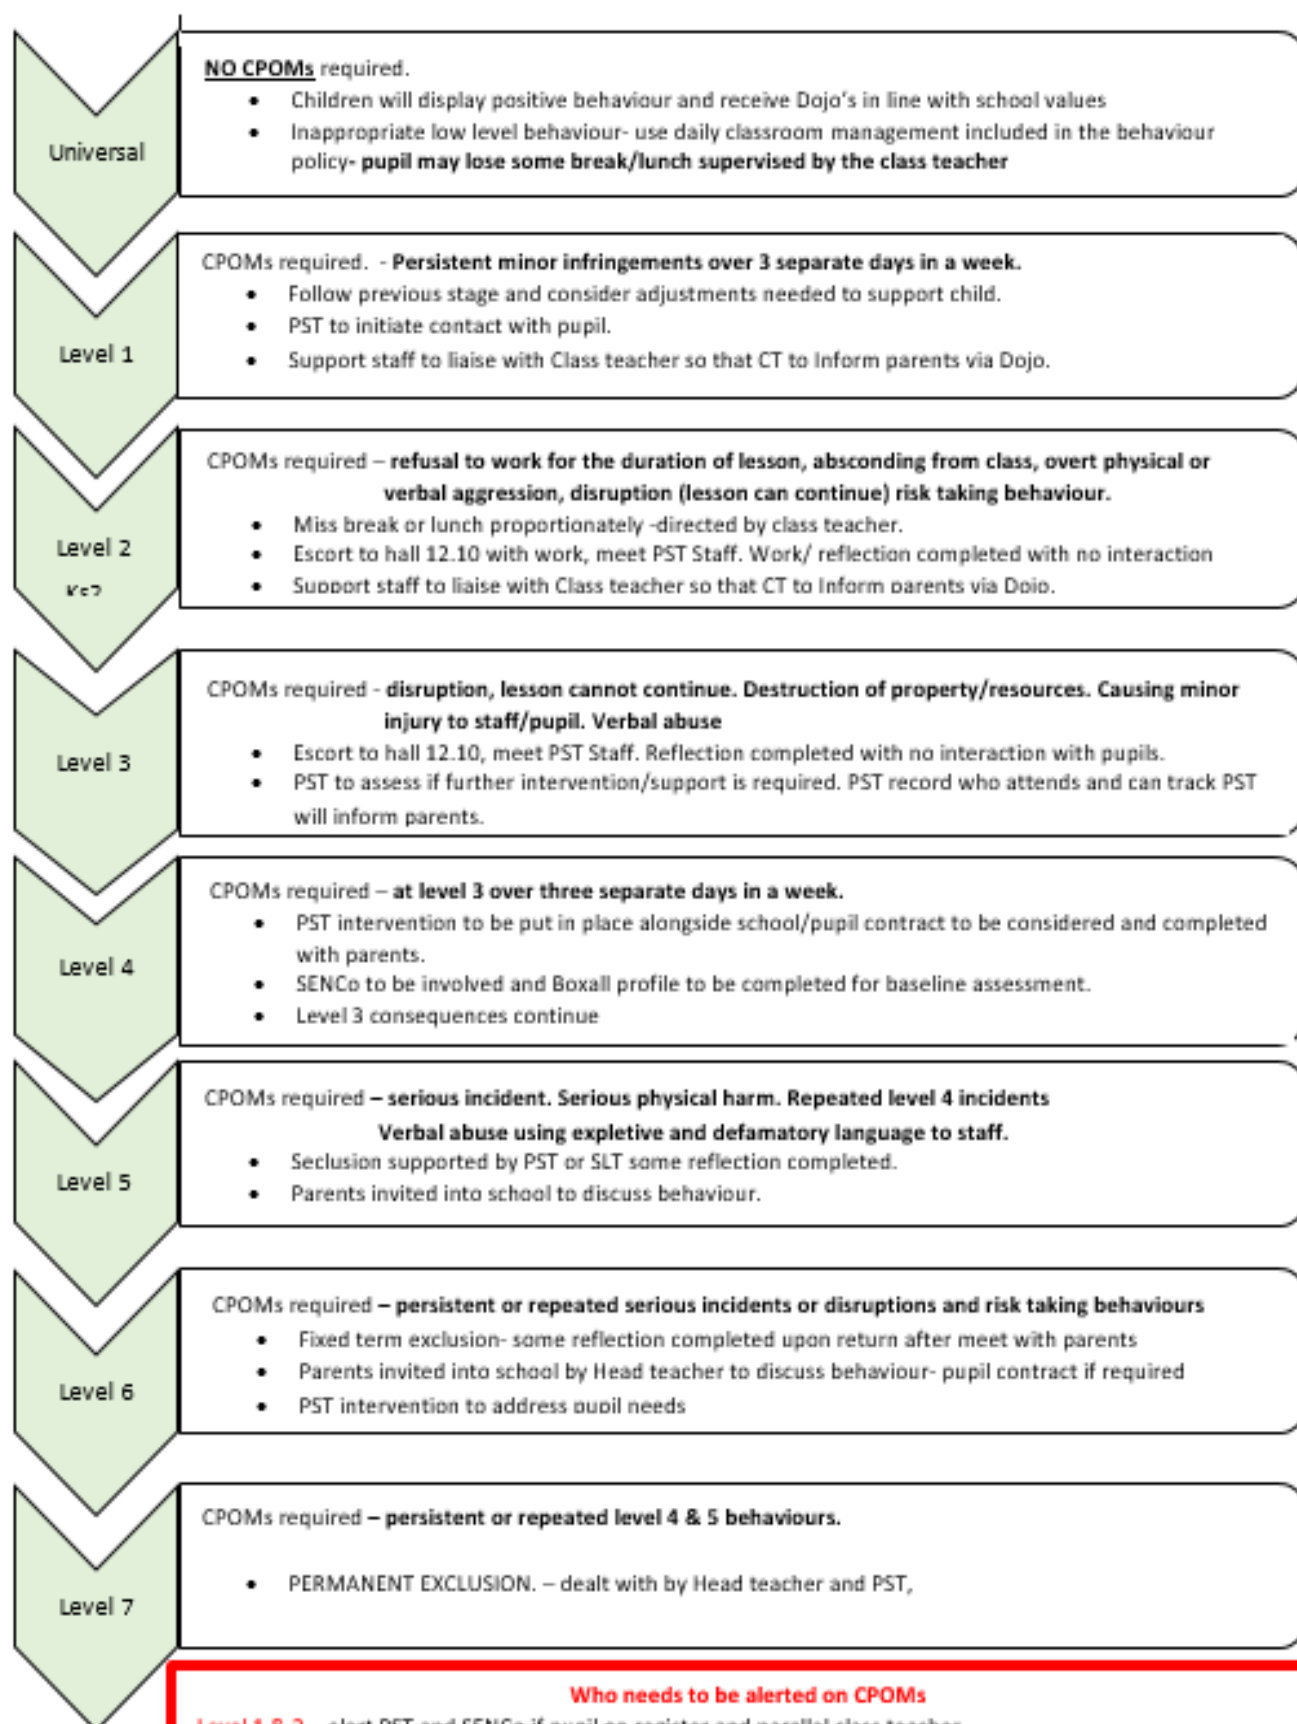 NO CPOMs required.
• Children will display positive behaviour and receive Dojo's in line with school values
• Inappropriate low level behaviour- use daily classroom management included in the behaviour
policy- pupil may lose some break/lunch supervised by the class teacher
Universal
CPOMs required. - Persistent minor infringements over 3 separate days in a week.
• Follow previous stage and consider adjustments needed to support child.
• PST to initiate contact with pupil.
• Support staff to liaise with Class teacher so that CT to Inform parents via Dojo.
Level 1
CPOMs required – refusal to work for the duration of lesson, absconding from class, overt physical or
verbal aggression, disruption (lesson can continue) risk taking behaviour.
• Miss break or lunch proportionately -directed by class teacher.
• Escort to hall 12.10 with work, meet PST Staff. Work/ reflection completed with no interaction
• Support staff to liaise with Class teacher so that CT to Inform parents via Dojo.
Level 2
Ks2
CPOMs required - disruption, lesson cannot continue. Destruction of property/resources. Causing minor
injury to staff/pupil. Verbal abuse
• Escort to hall 12.10, meet PST Staff. Reflection completed with no interaction with pupils.
• PST to assess if further intervention/support is required. PST record who attends and can track PST
will inform parents.
Level 3
CPOMs required – at level 3 over three separate days in a week.
• PST intervention to be put in place alongside school/pupil contract to be considered and completed
with parents.
• SENCo to be involved and Boxall profile to be completed for baseline assessment.
• Level 3 consequences continue
Level 4
CPOMs required – serious incident. Serious physical harm. Repeated level 4 incidents
Verbal abuse using expletive and defamatory language to staff.
• Seclusion supported by PST or SLT some reflection completed.
• Parents invited into school to discuss behaviour.
Level 5
CPOMs required – persistent or repeated serious incidents or disruptions and risk taking behaviours
• Fixed term exclusion- some reflection completed upon return after meet with parents
• Parents invited into school by Head teacher to discuss behaviour- pupil contract if required
• PST intervention to address pupil needs
Level 6
CPOMs required – persistent or repeated level 4 & 5 behaviours.
• PERMANENT EXCLUSION. – dealt with by Head teacher and PST,
Level 7
Who needs to be alerted on CPOMs
alert PST and SENCo if pupil on register and parallel class teacher